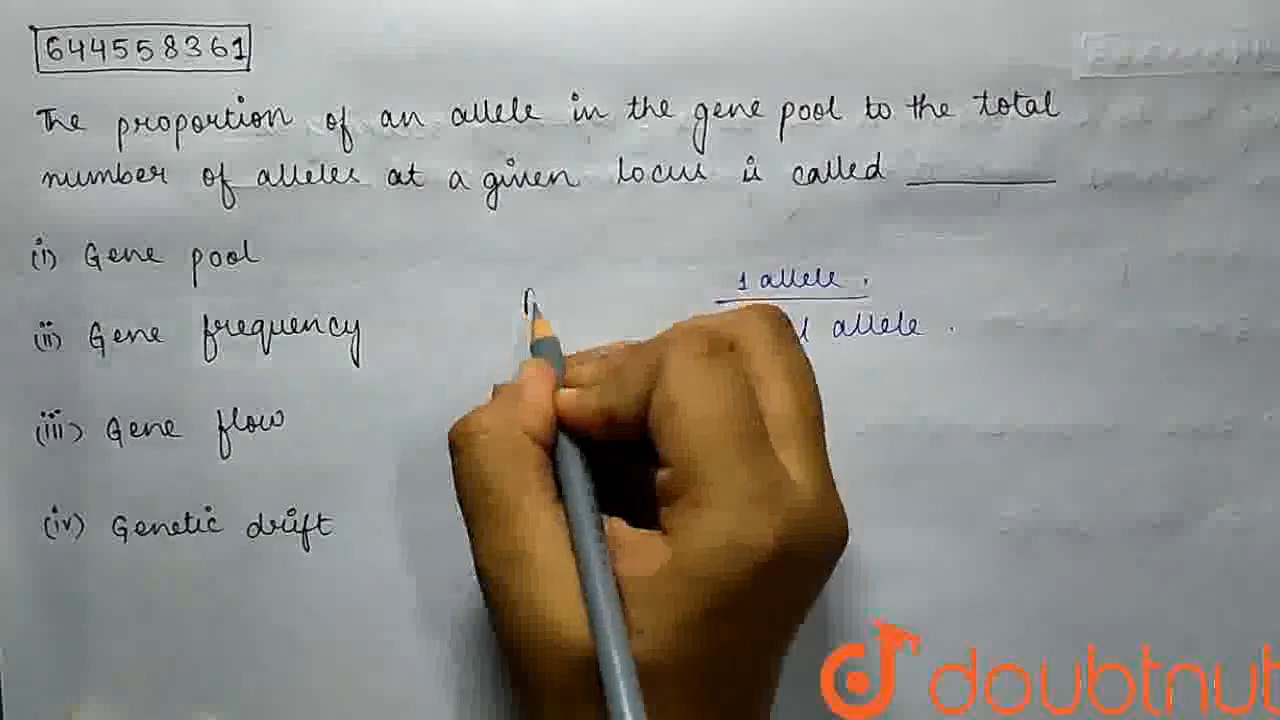 644558361
The proportion of an allele in the gene pool to the total
number of alleles at a given locus is called
(i) Gene pool
1 allele .
(ii) Gene frequency
allele .
(iii) Gene flow
(iv) Genetic drift
doubtnut